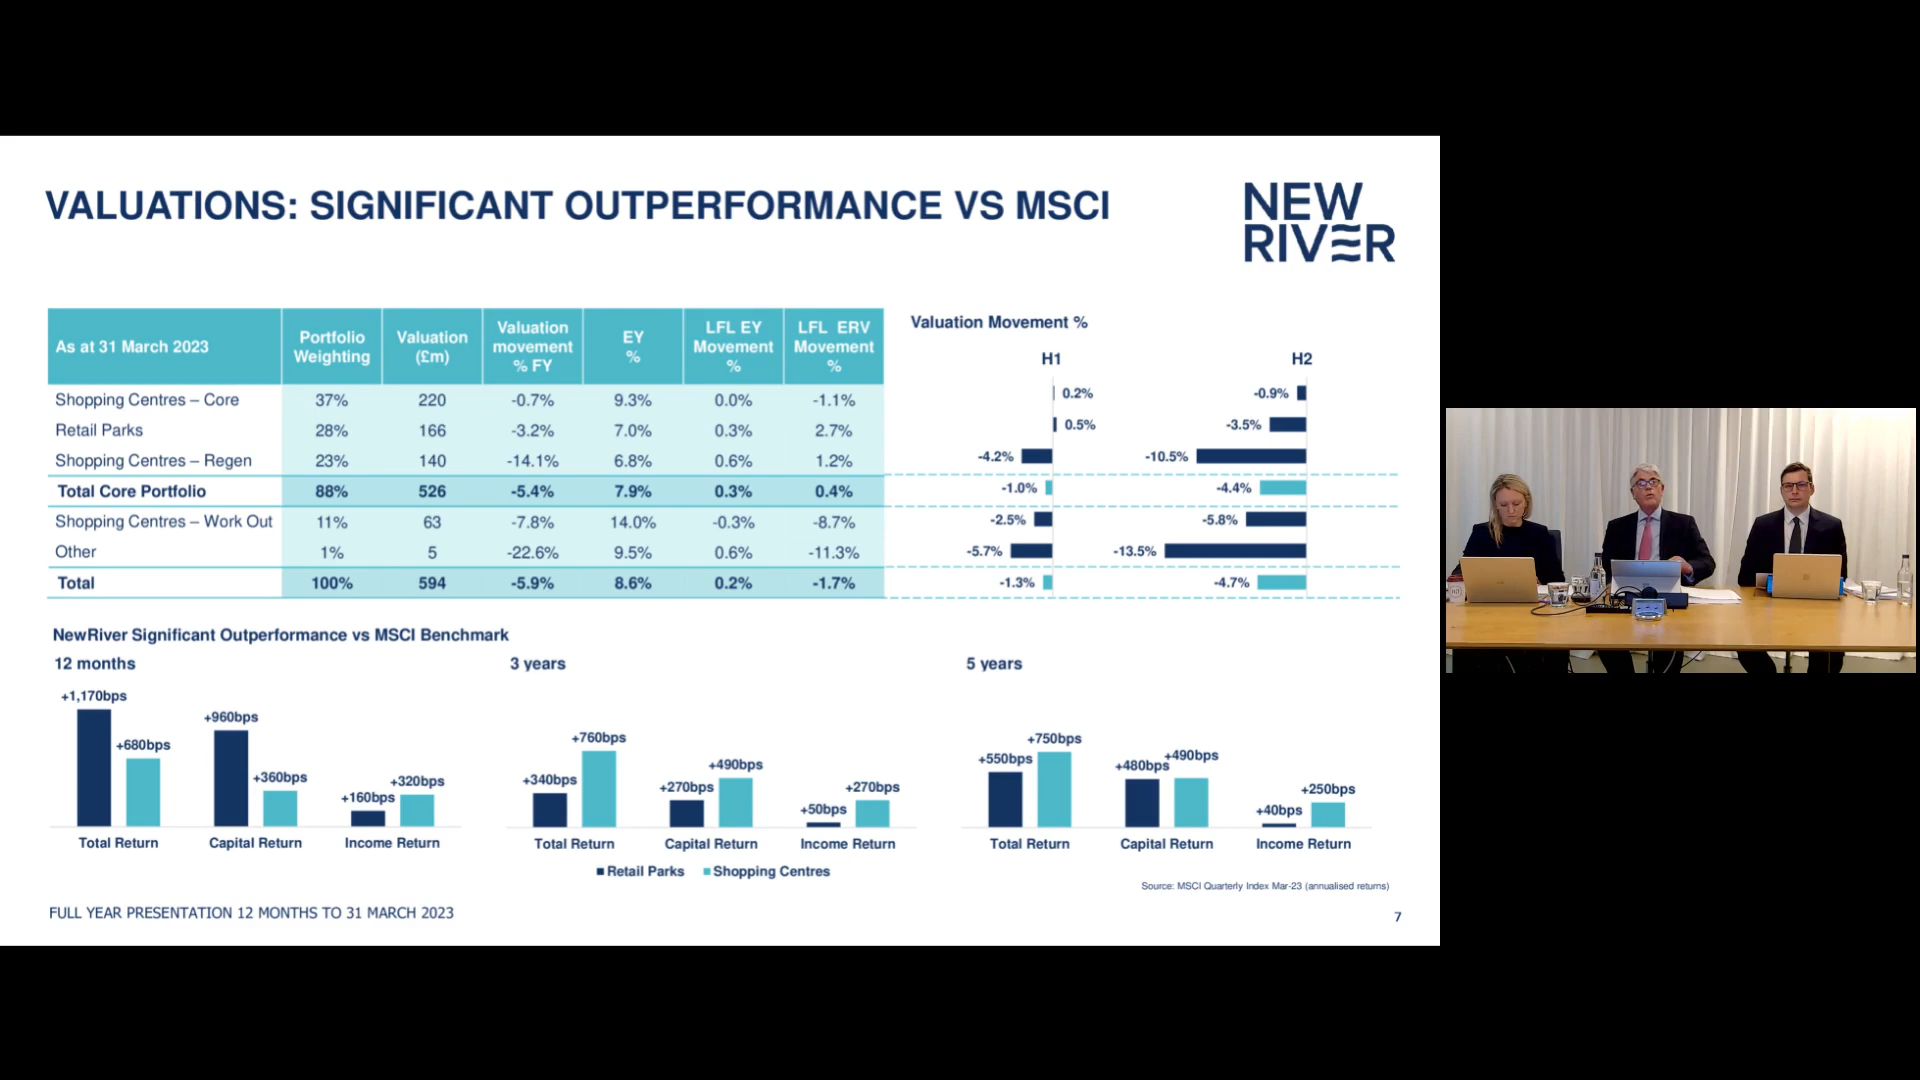 VALUATIONS: SIGNIFICANT OUTPERFORMANCE VS MSCI
NEW
RIVER
As at 31 March 2023 Portfolio Weighting Valuation (£m) Valuation movement % FY EY % LFL EY Movement % LFL ERV Movement %
Shopping Centres – Core 37% 220 -0.7% 9.3% 0.0% -1.1%
Retail Parks 28% 166 -3.2% 7.0% 0.3% 2.7%
Shopping Centres – Regen 23% 140 -14.1% 6.8% 0.6% 1.2%
Total Core Portfolio 88% 526 -5.4% 7.9% 0.3% 0.4%
Shopping Centres – Work Out 11% 63 -7.8% 14.0% -0.3% -8.7%
Other 1% 5 -22.6% 9.5% 0.6% -11.3%
Total 100% 594 -5.9% 8.6% 0.2% -1.7%
Valuation Movement %
H1 H2
0.2% -0.9%
0.5% -3.5%
-4.2% -10.5%
-1.0% -4.4%
-2.5% -5.8%
-5.7% -13.5%
-1.3% -4.7%
NewRiver Significant Outperformance vs MSCI Benchmark
12 months
+1,170bps +680bps +960bps +360bps +160bps +320bps
Total Return Capital Return Income Return
3 years
+340bps +760bps +270bps +490bps +50bps +270bps
Total Return Capital Return Income Return
5 years
+550bps +750bps +480bps +490bps +40bps +250bps
Total Return Capital Return Income Return
Retail Parks Shopping Centres
Source: MSCI Quarterly Index Mar-23 (annualised returns)
FULL YEAR PRESENTATION 12 MONTHS TO 31 MARCH 2023
7